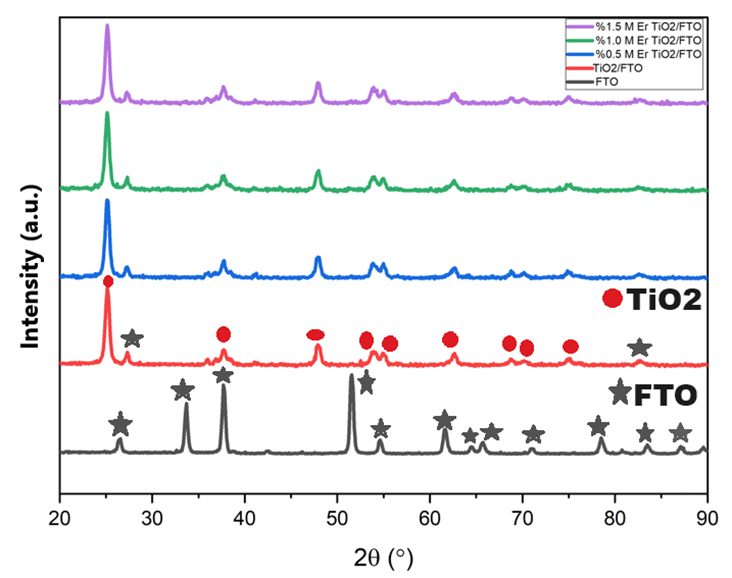 %1.5 M Er TiO2/FTO
%1.0 M Er TiO2/FTO
%0.5 M Er TiO2/FTO
TiO2/FTO
FTO
Intensity (a.u.)
TiO2
FTO
20 30 40 50 60 70 80 90
2θ (°)